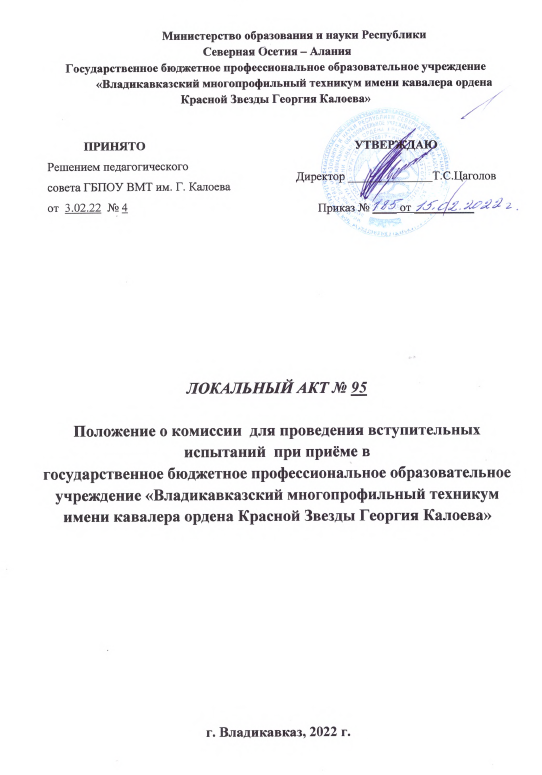 Министерство образования и науки Республики
Северная Осетия – Алания
Государственное бюджетное профессиональное образовательное учреждение
«Владикавказский многопрофильный техникум имени кавалера ордена
Красной Звезды Георгия Калоева»
ПРИНЯТО
Решением педагогического
совета ГБПОУ ВМТ им. Г. Калоева
от 3.02.22 № 4
УТВЕРЖДАЮ
Директор ______________Т.С.Цаголов
Приказ № 185 от 15.02.2022 г.
ЛОКАЛЬНЫЙ АКТ № 95
Положение о комиссии для проведения вступительных
испытаний при приёме в
государственное бюджетное профессиональное образовательное
учреждение «Владикавказский многопрофильный техникум
имени кавалера ордена Красной Звезды Георгия Калоева»
г. Владикавказ, 2022 г.